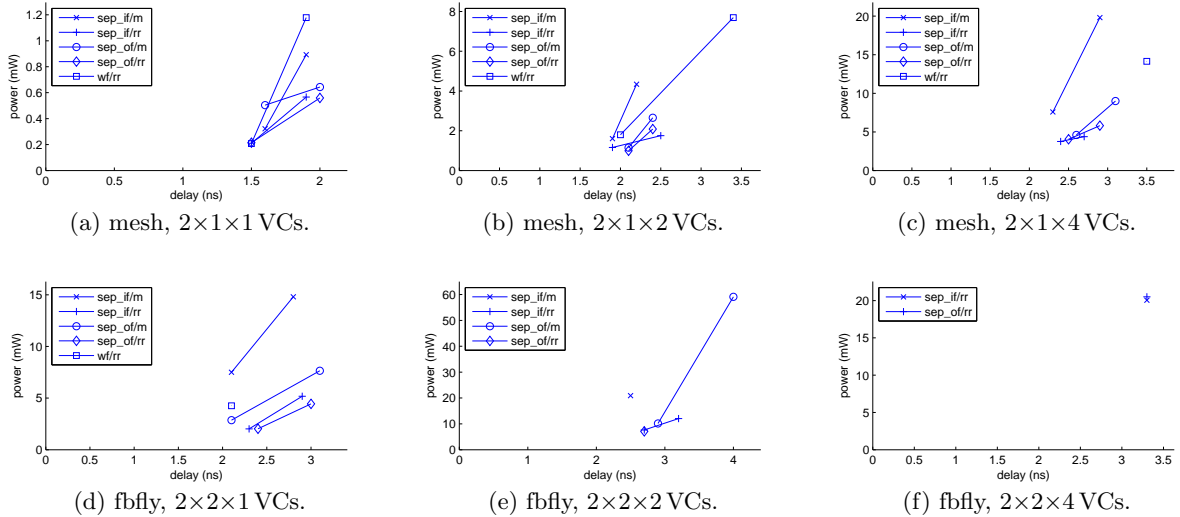 1.2
1
0.8
0.6
0.4
0.2
0
power (mW)
sep_if/m
sep_if/rr
sep_of/m
sep_of/rr
wf/rr
0 0.5 1 1.5 2
delay (ns)
(a) mesh, 2×1×1 VCs.
8
6
4
2
0
power (mW)
sep_if/m
sep_if/rr
sep_of/m
sep_of/rr
wf/rr
0 0.5 1 1.5 2 2.5 3 3.5
delay (ns)
(b) mesh, 2×1×2 VCs.
20
15
10
5
0
power (mW)
sep_if/m
sep_if/rr
sep_of/m
sep_of/rr
wf/rr
0 0.5 1 1.5 2 2.5 3 3.5
delay (ns)
(c) mesh, 2×1×4 VCs.
15
10
5
0
power (mW)
sep_if/m
sep_if/rr
sep_of/m
sep_of/rr
wf/rr
0 0.5 1 1.5 2 2.5 3
delay (ns)
(d) fbfly, 2×2×1 VCs.
60
50
40
30
20
10
0
power (mW)
sep_if/m
sep_if/rr
sep_of/m
sep_of/rr
0 1 2 3 4
delay (ns)
(e) fbfly, 2×2×2 VCs.
20
15
10
5
0
power (mW)
sep_if/rr
sep_of/rr
0 0.5 1 1.5 2 2.5 3 3.5
delay (ns)
(f) fbfly, 2×2×4 VCs.